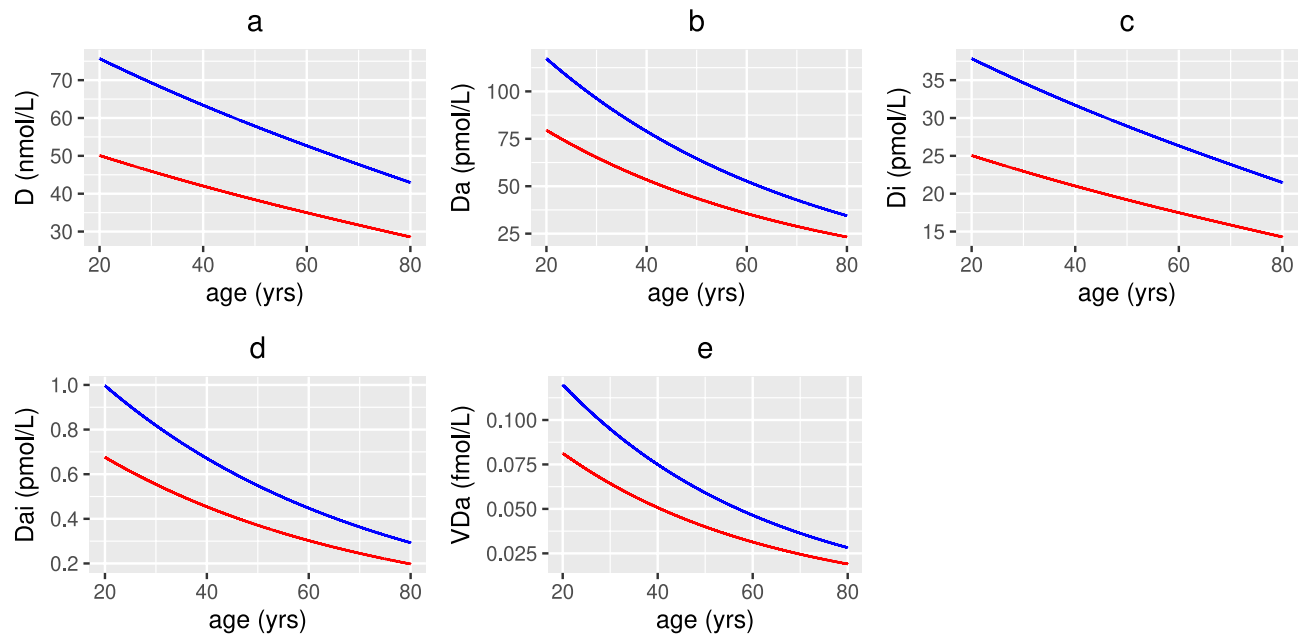 a
D (nmol/L)
70
60
50
40
30
20 40 60 80
age (yrs)
b
Da (pmol/L)
100
75
50
25
20 40 60 80
age (yrs)
c
Di (pmol/L)
35
30
25
20
15
20 40 60 80
age (yrs)
d
Dai (pmol/L)
1.0
0.8
0.6
0.4
0.2
20 40 60 80
age (yrs)
e
VDa (fmol/L)
0.100
0.075
0.050
0.025
20 40 60 80
age (yrs)